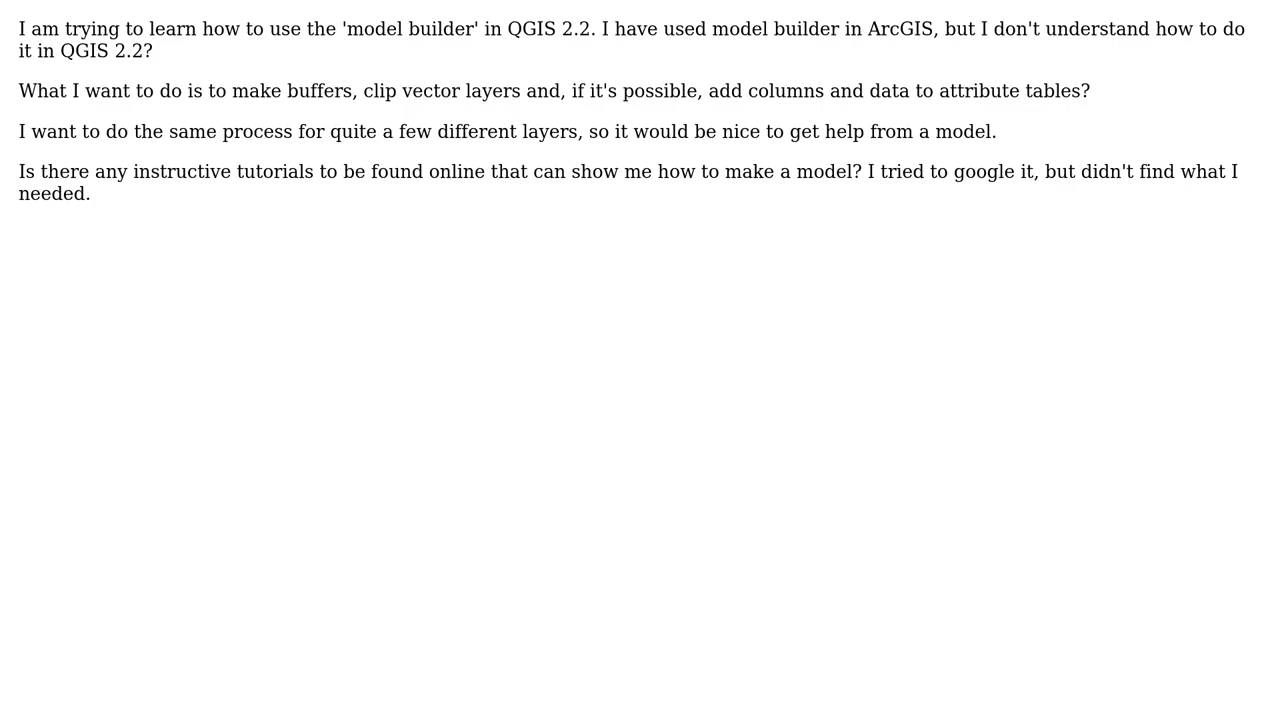 I am trying to learn how to use the 'model builder' in QGIS 2.2. I have used model builder in ArcGIS, but I don't understand how to do
it in QGIS 2.2?
What I want to do is to make buffers, clip vector layers and, if it's possible, add columns and data to attribute tables?
I want to do the same process for quite a few different layers, so it would be nice to get help from a model.
Is there any instructive tutorials to be found online that can show me how to make a model? I tried to google it, but didn't find what I
needed.